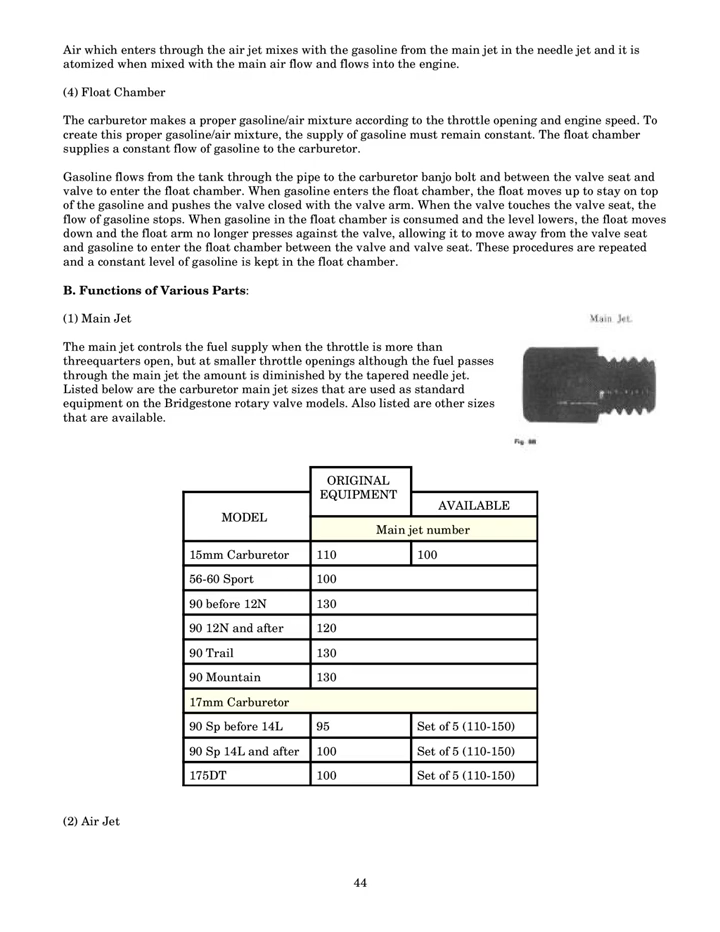 Air which enters through the air jet mixes with the gasoline from the main jet in the needle jet and it is
atomized when mixed with the main air flow and flows into the engine.
(4) Float Chamber
The carburetor makes a proper gasoline/air mixture according to the throttle opening and engine speed. To
create this proper gasoline/air mixture, the supply of gasoline must remain constant. The float chamber
supplies a constant flow of gasoline to the carburetor.
Gasoline flows from the tank through the pipe to the carburetor banjo bolt and between the valve seat and
valve to enter the float chamber. When gasoline enters the float chamber, the float moves up to stay on top
of the gasoline and pushes the valve closed with the valve arm. When the valve touches the valve seat, the
flow of gasoline stops. When gasoline in the float chamber is consumed and the level lowers, the float moves
down and the float arm no longer presses against the valve, allowing it to move away from the valve seat
and gasoline to enter the float chamber between the valve and valve seat. These procedures are repeated
and a constant level of gasoline is kept in the float chamber.
B. Functions of Various Parts:
(1) Main Jet
Main Jet.
The main jet controls the fuel supply when the throttle is more than
threequarters open, but at smaller throttle openings although the fuel passes
through the main jet the amount is diminished by the tapered needle jet.
Listed below are the carburetor main jet sizes that are used as standard
equipment on the Bridgestone rotary valve models. Also listed are other sizes
that are available.
Fig. 8B
ORIGINAL
EQUIPMENT
AVAILABLE
MODEL
Main jet number
15mm Carburetor 110 100
56-60 Sport 100
90 before 12N 130
90 12N and after 120
90 Trail 130
90 Mountain 130
17mm Carburetor
90 Sp before 14L 95 Set of 5 (110-150)
90 Sp 14L and after 100 Set of 5 (110-150)
175DT 100 Set of 5 (110-150)
(2) Air Jet
44